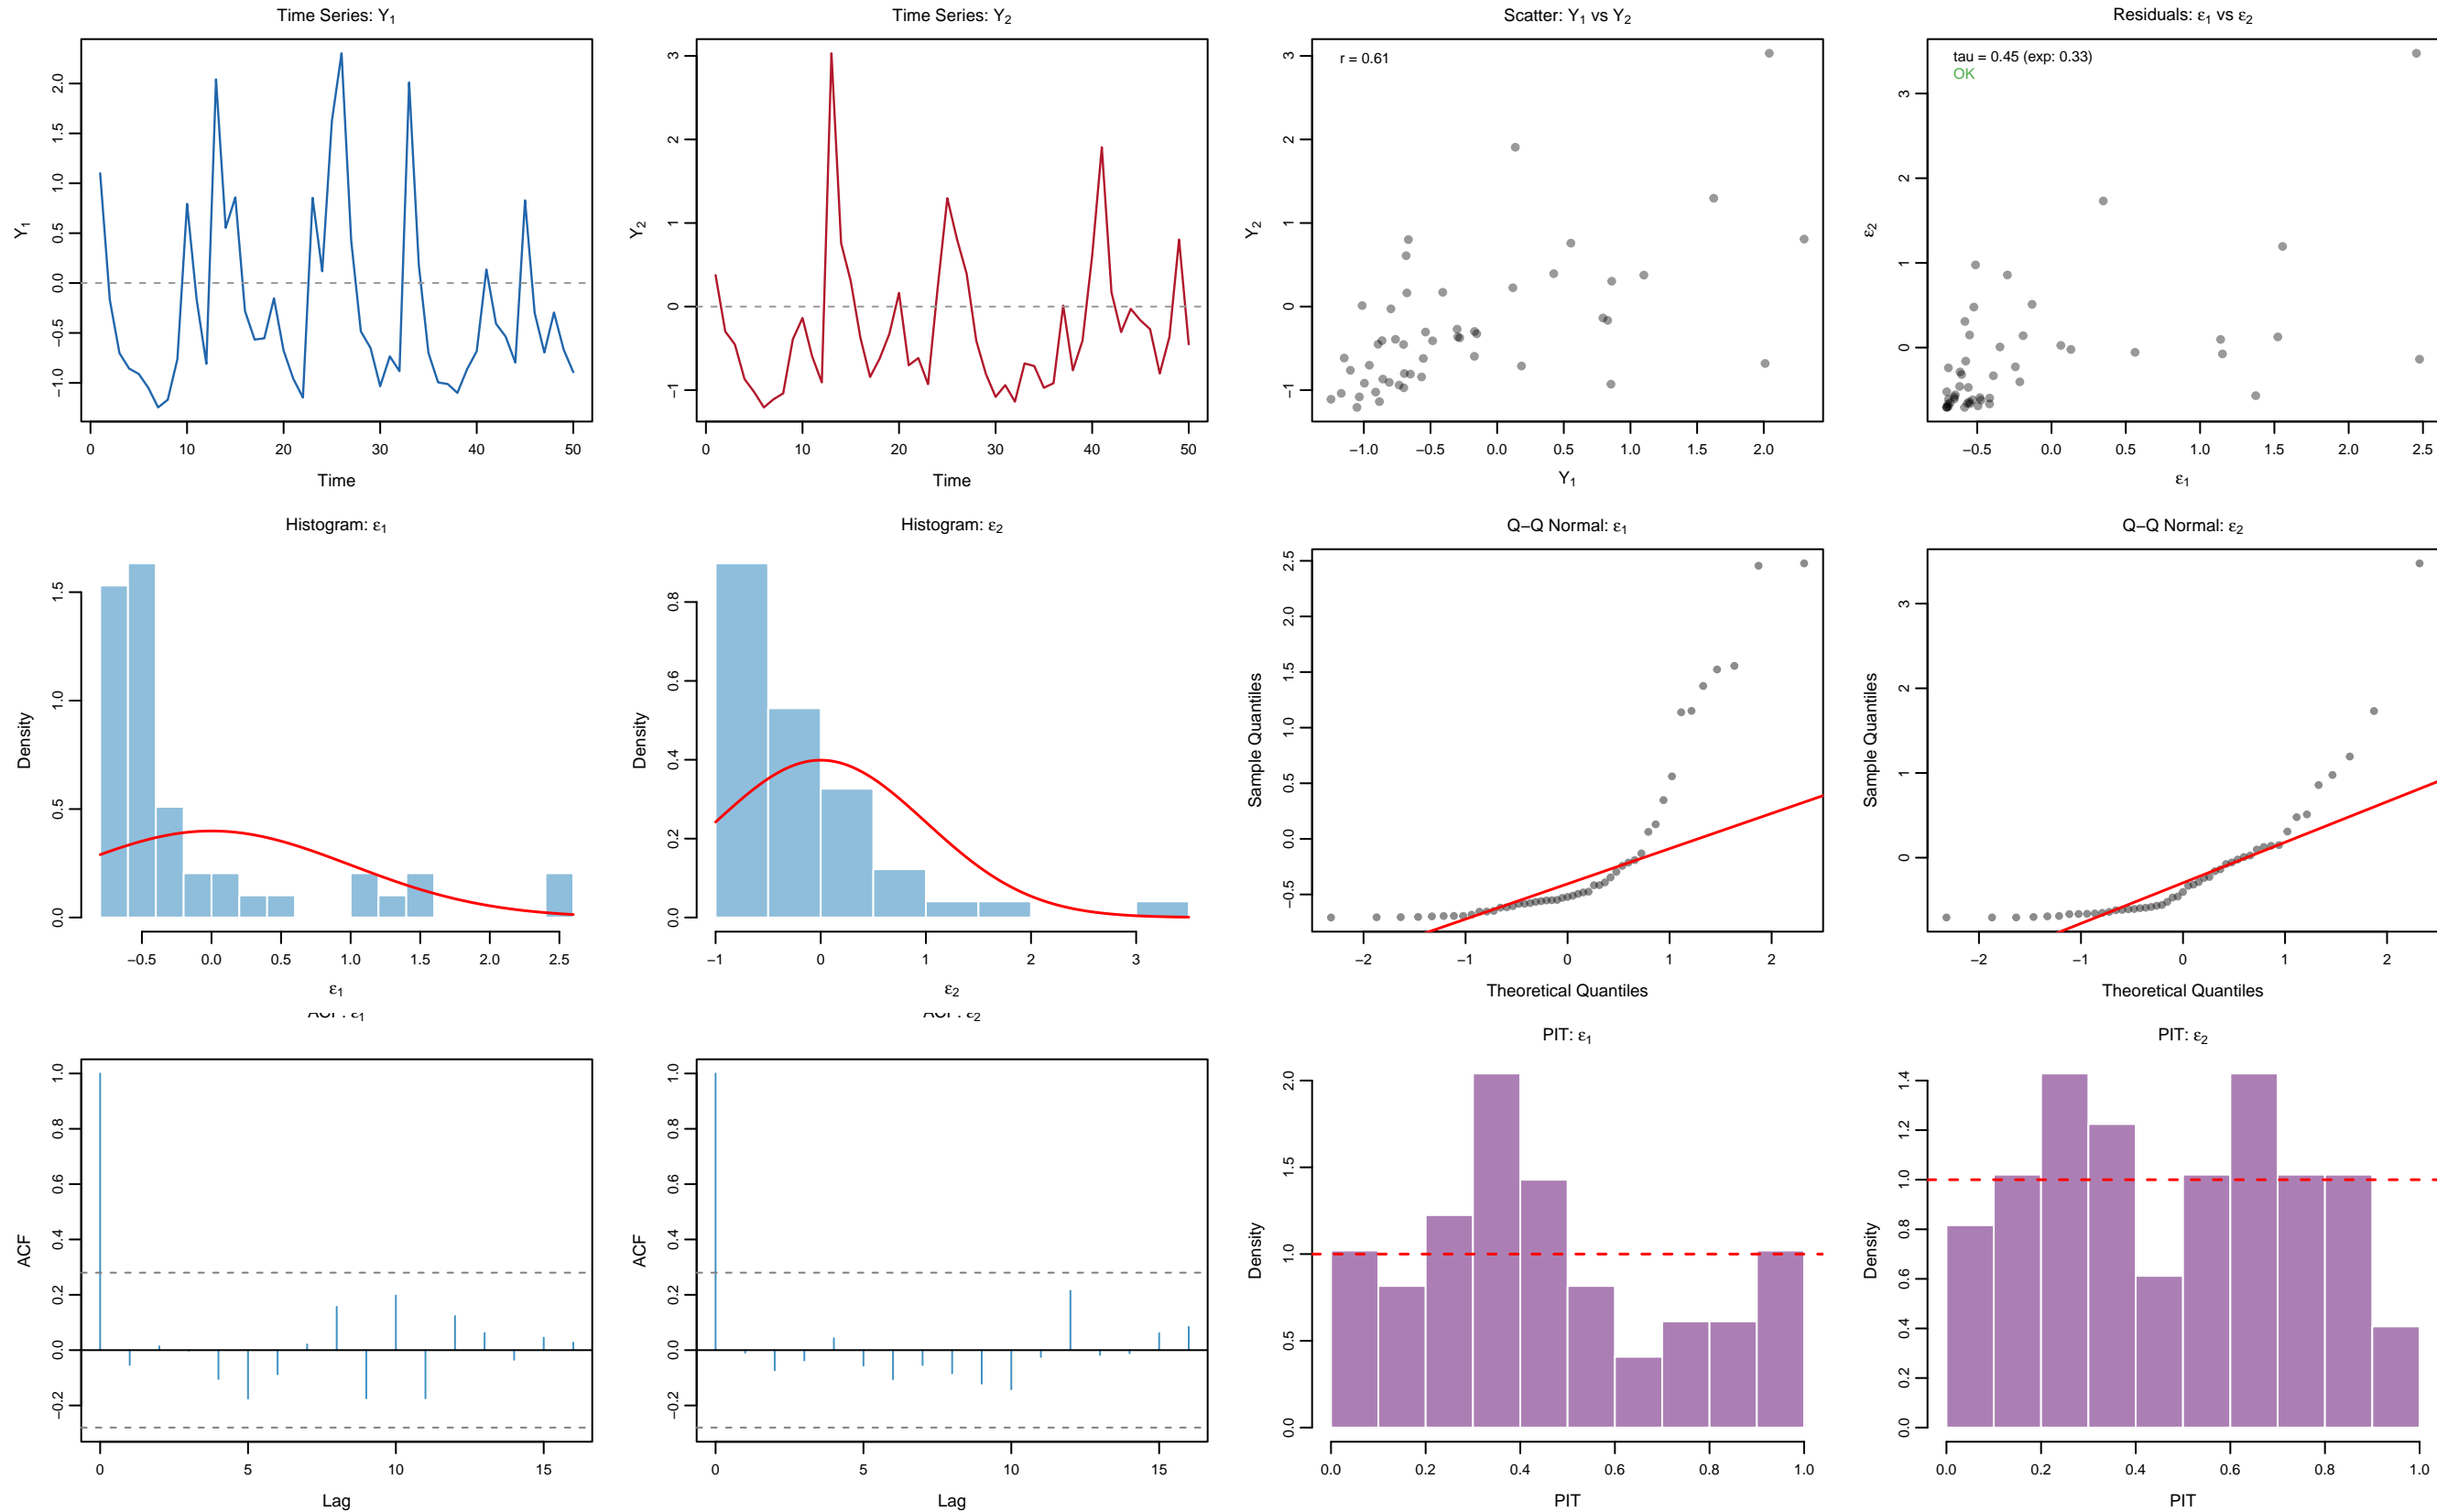 Time Series: Y₁
Y₁
2.0
1.5
1.0
0.5
0.0
−0.5
−1.0
0 10 20 30 40 50
Time
Time Series: Y₂
Y₂
3
2
1
0
−1
0 10 20 30 40 50
Time
Scatter: Y₁ vs Y₂
r = 0.61
Y₂
3
2
1
0
−1
−1.0 −0.5 0.0 0.5 1.0 1.5 2.0
Y₁
Residuals: ε₁ vs ε₂
tau = 0.45 (exp: 0.33)
OK
ε₂
3
2
1
0
−0.5 0.0 0.5 1.0 1.5 2.0 2.5
ε₁
Histogram: ε₁
Density
1.5
1.0
0.5
0.0
−0.5 0.0 0.5 1.0 1.5 2.0 2.5
ε₁
Histogram: ε₂
Density
0.8
0.6
0.4
0.2
0.0
−1 0 1 2 3
ε₂
Q−Q Normal: ε₁
Sample Quantiles
2.5
2.0
1.5
1.0
0.5
0.0
−0.5
−2 −1 0 1 2
Theoretical Quantiles
Q−Q Normal: ε₂
Sample Quantiles
3
2
1
0
−2 −1 0 1 2
Theoretical Quantiles
ACF: ε₁
ACF
1.0
0.8
0.6
0.4
0.2
0.0
−0.2
0 5 10 15
Lag
ACF: ε₂
ACF
1.0
0.8
0.6
0.4
0.2
0.0
−0.2
0 5 10 15
Lag
PIT: ε₁
Density
2.0
1.5
1.0
0.5
0.0
0.0 0.2 0.4 0.6 0.8 1.0
PIT
PIT: ε₂
Density
1.4
1.2
1.0
0.8
0.6
0.4
0.2
0.0
0.0 0.2 0.4 0.6 0.8 1.0
PIT